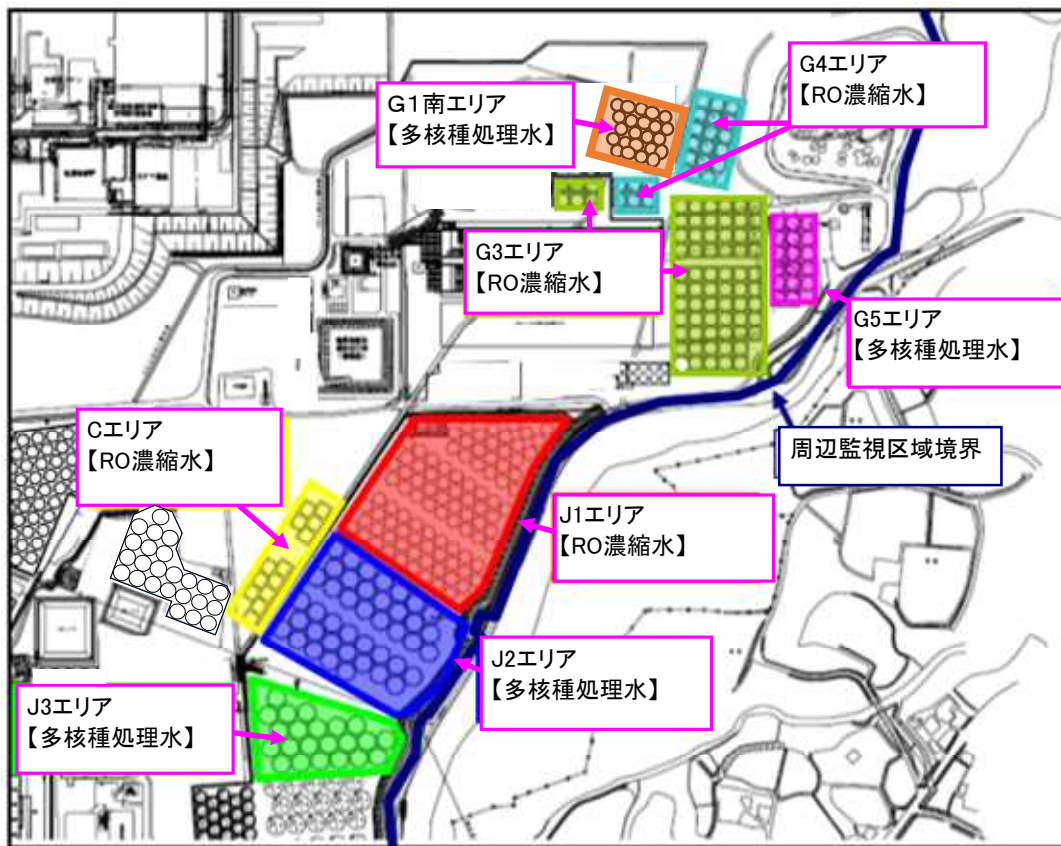 G4エリア
【RO濃縮水】
G1南エリア
【多核種処理水】
G3エリア
【RO濃縮水】
G5エリア
【多核種処理水】
Cエリア
【RO濃縮水】
周辺監視区域境界
J1エリア
【RO濃縮水】
J2エリア
【多核種処理水】
J3エリア
【多核種処理水】